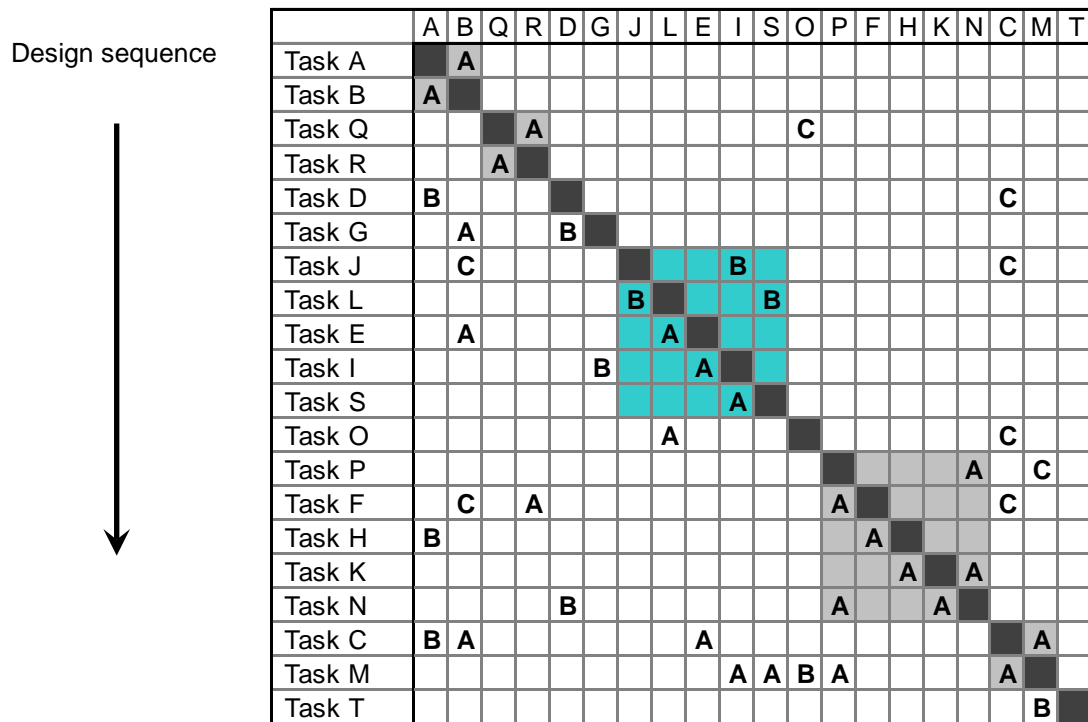 A B Q R D G J L E I S O P F H K N C M T
Design sequence
Task A A
Task B A
Task Q A C
Task R A
Task D B C
Task G A B
Task J C B C
Task L B B
Task E A A
Task I B A
Task S A
Task O A C
Task P A C
Task F C A A C
Task H B A
Task K A A
Task N B A A
Task C B A A A
Task M A A B A A
Task T B